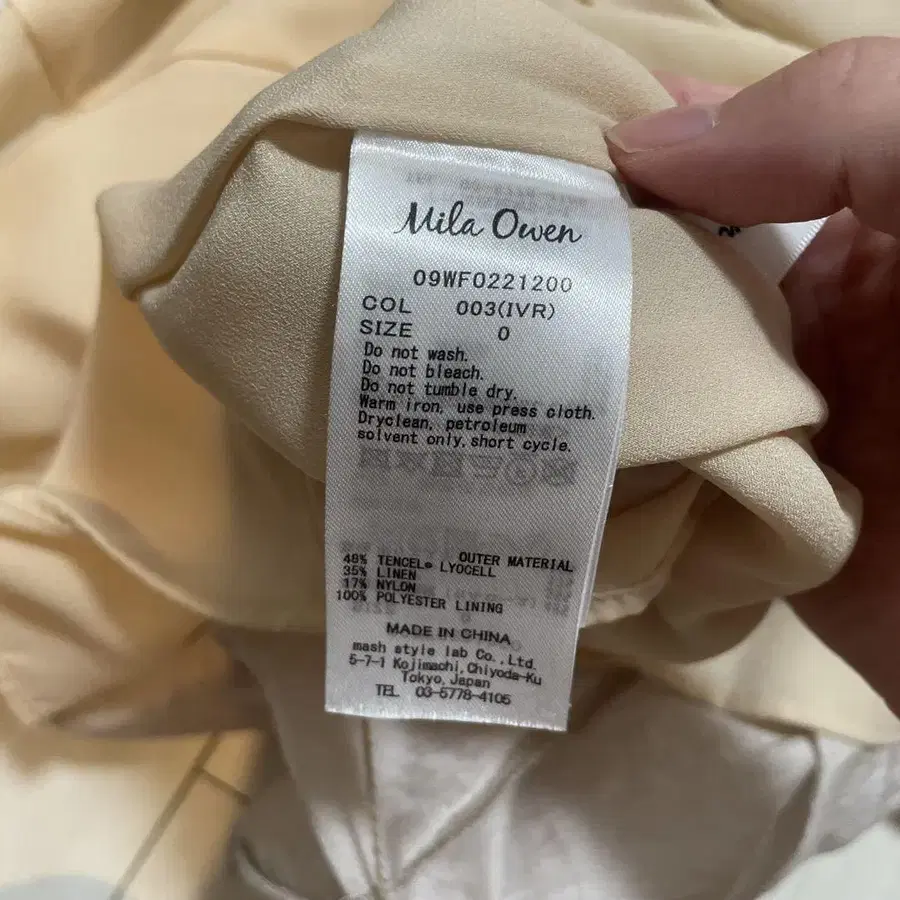 Mila Owen
09WF0221200
COL 003(IVR)
SIZE 0
Do not wash.
Do not bleach.
Do not tumble dry.
Warm iron, use press cloth.
Dryclean, petroleum
solvent only, short cycle.
OUTER MATERIAL
48% TENCEL® LYOCELL
35% LINEN
17% NYLON
100% POLYESTER LINING
MADE IN CHINA
mash style lab Co.,Ltd.
5-7-1 Kojimachi,Chiyoda-Ku
Tokyo,Japan
TEL 03-5778-4105